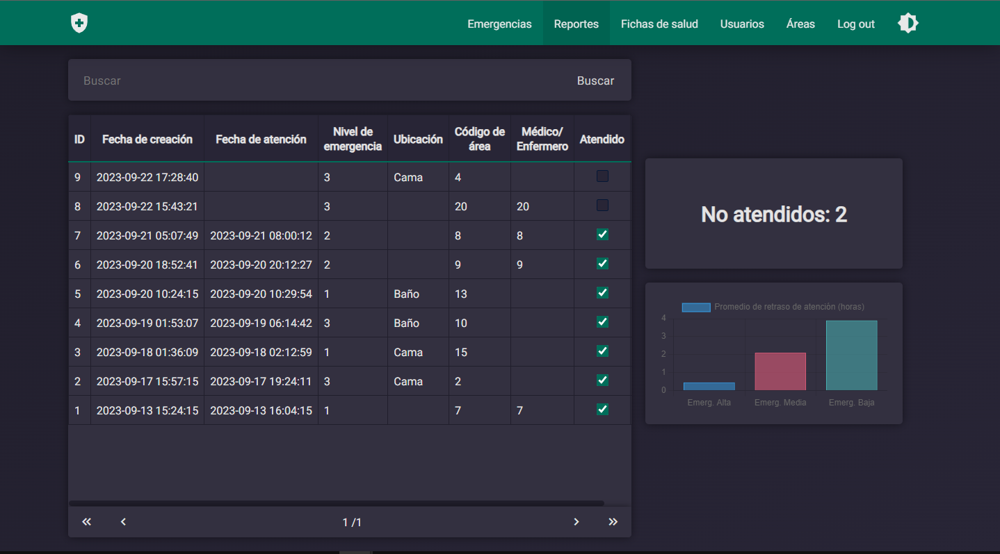 Emergencias Reportes Fichas de salud Usuarios Áreas Log out
Buscar Buscar
ID Fecha de creación Fecha de atención Nivel de emergencia Ubicación Código de área Médico/ Enfermero Atendido
9 2023-09-22 17:28:40 3 Cama 4
8 2023-09-22 15:43:21 3 20 20
7 2023-09-21 05:07:49 2023-09-21 08:00:12 2 8 8
6 2023-09-20 18:52:41 2023-09-20 20:12:27 2 9 9
5 2023-09-20 10:24:15 2023-09-20 10:29:54 1 Baño 13
4 2023-09-19 01:53:07 2023-09-19 06:14:42 3 Baño 10
3 2023-09-18 01:36:09 2023-09-18 02:12:59 1 Cama 15
2 2023-09-17 15:57:15 2023-09-17 19:24:11 3 Cama 2
1 2023-09-13 15:24:15 2023-09-13 16:04:15 1 7 7
« ‹ 1 /1 › »
No atendidos: 2
Promedio de retraso de atención (horas)
4
3
2
1
0
Emerg. Alta Emerg. Media Emerg. Baja